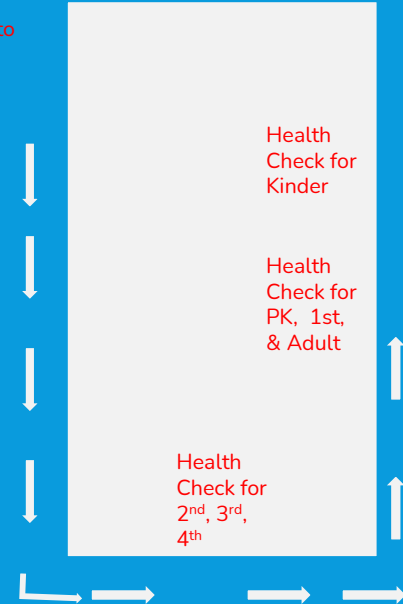 to
Health
Check for
Kinder
Health
Check for
PK, 1st,
& Adult
Health
Check for
2nd, 3rd,
4th